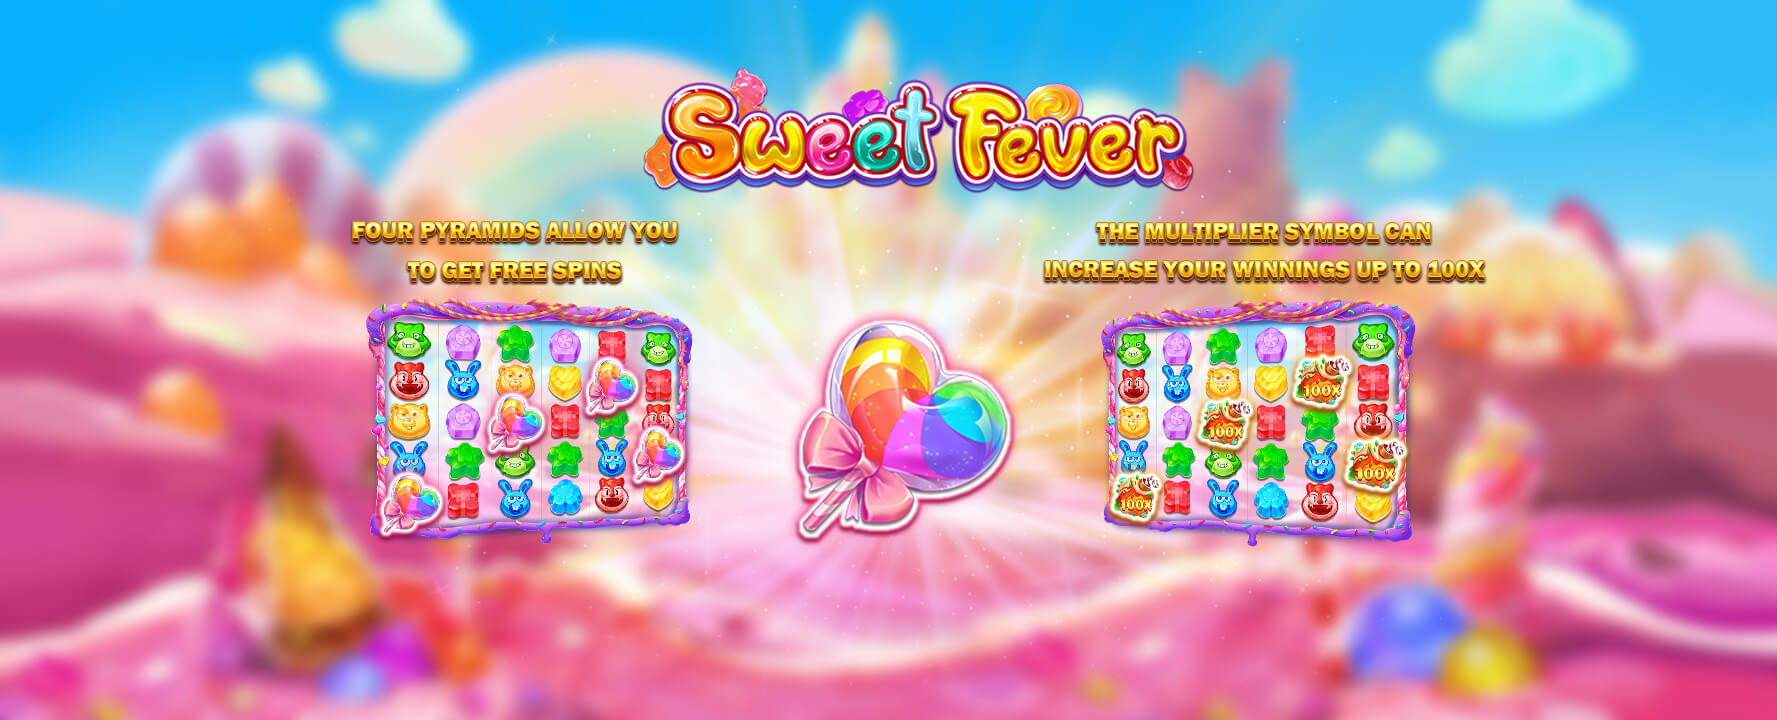 Sweet Fever
FOUR PYRAMIDS ALLOW YOU
TO GET FREE SPINS
THE MULTIPLIER SYMBOL CAN
INCREASE YOUR WINNINGS UP TO 100X
100X
100X
100X
100X